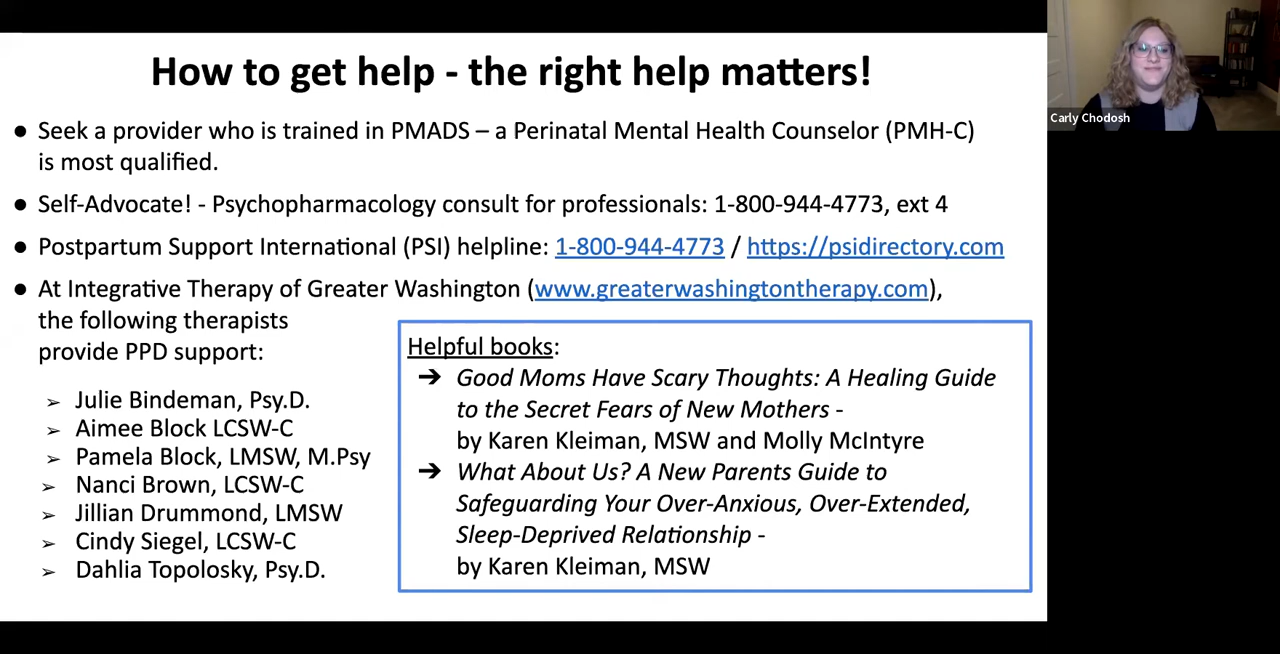 How to get help - the right help matters!
● Seek a provider who is trained in PMADS – a Perinatal Mental Health Counselor (PMH-C)
is most qualified.
● Self-Advocate! - Psychopharmacology consult for professionals: 1-800-944-4773, ext 4
● Postpartum Support International (PSI) helpline: 1-800-944-4773 / https://psidirectory.com
● At Integrative Therapy of Greater Washington (www.greaterwashingtontherapy.com),
the following therapists
provide PPD support:
➢ Julie Bindeman, Psy.D.
➢ Aimee Block LCSW-C
➢ Pamela Block, LMSW, M.Psy
➢ Nanci Brown, LCSW-C
➢ Jillian Drummond, LMSW
➢ Cindy Siegel, LCSW-C
➢ Dahlia Topolosky, Psy.D.
Helpful books:
➔ Good Moms Have Scary Thoughts: A Healing Guide
to the Secret Fears of New Mothers -
by Karen Kleiman, MSW and Molly McIntyre
➔ What About Us? A New Parents Guide to
Safeguarding Your Over-Anxious, Over-Extended,
Sleep-Deprived Relationship -
by Karen Kleiman, MSW
Carly Chodosh